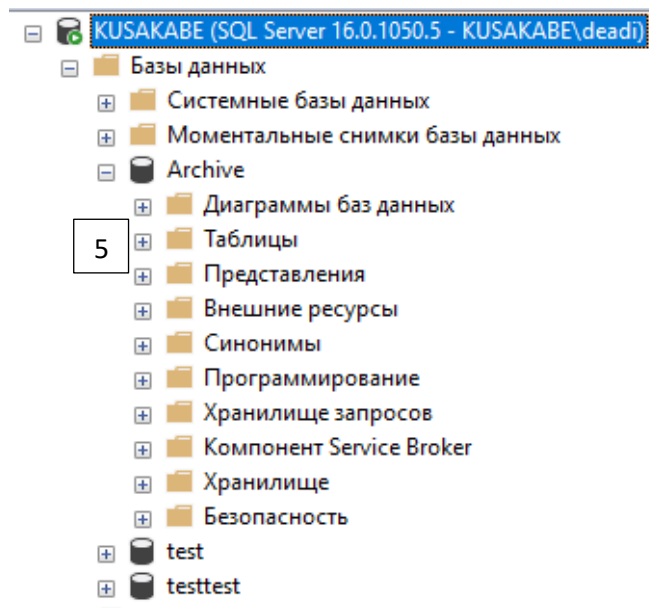 KUSAKABE (SQL Server 16.0.1050.5 - KUSAKABE\deadi)
Базы данных
Системные базы данных
Моментальные снимки базы данных
Archive
Диаграммы баз данных
5 Таблицы
Представления
Внешние ресурсы
Синонимы
Программирование
Хранилище запросов
Компонент Service Broker
Хранилище
Безопасность
test
testtest